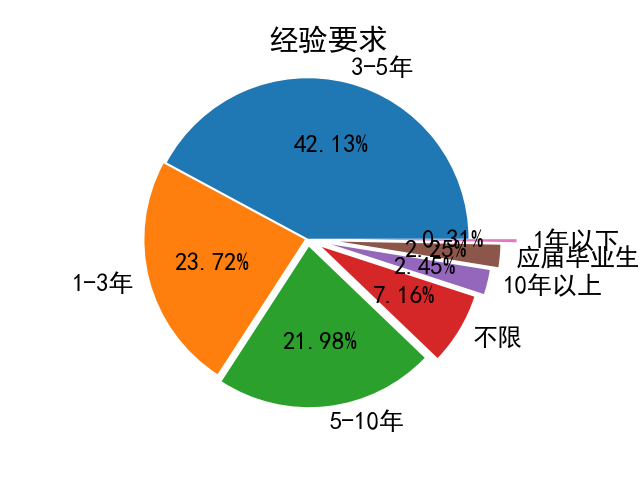 经验要求
3-5年
42.13%
1-3年
23.72%
5-10年
21.98%
不限
7.16%
10年以上
2.45%
应届毕业生
2.25%
1年以下
0.31%